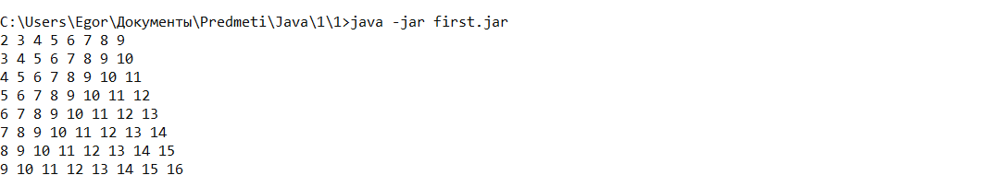 C:\Users\Egor\Документы\Predmeti\Java\1\1>java -jar first.jar
2 3 4 5 6 7 8 9
3 4 5 6 7 8 9 10
4 5 6 7 8 9 10 11
5 6 7 8 9 10 11 12
6 7 8 9 10 11 12 13
7 8 9 10 11 12 13 14
8 9 10 11 12 13 14 15
9 10 11 12 13 14 15 16